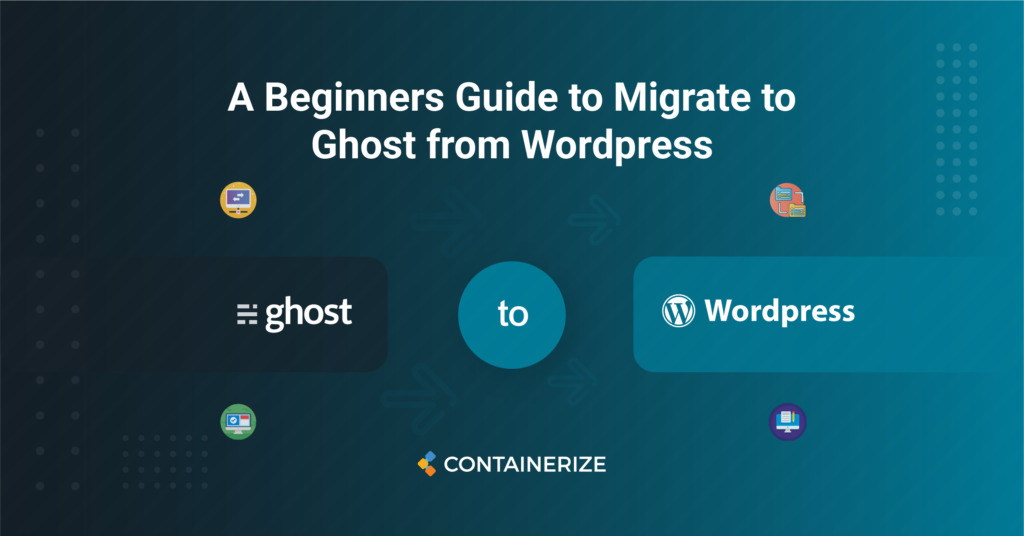 A Beginners Guide to Migrate to
Ghost from Wordpress
ghost
to
Wordpress
CONTAINERIZE